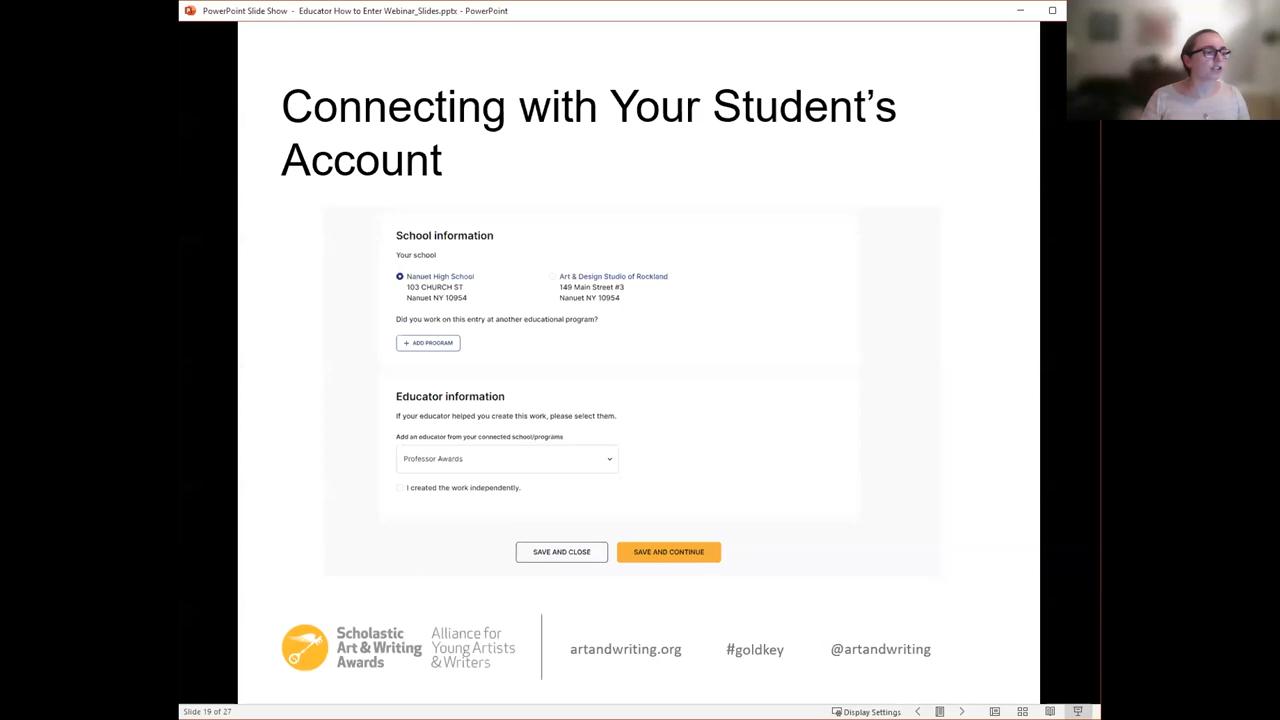 PowerPoint Slide Show - Educator How to Enter Webinar_Slides.pptx - PowerPoint
Connecting with Your Student's
Account
School information
Your school
Nanuet High School
103 CHURCH ST
Nanuet NY 10954
Art & Design Studio of Rockland
149 Main Street #3
Nanuet NY 10954
Did you work on this entry at another educational program?
+ ADD PROGRAM
Educator information
If your educator helped you create this work, please select them.
Add an educator from your connected school/programs
Professor Awards
I created the work independently.
SAVE AND CLOSE
SAVE AND CONTINUE
Scholastic
Art & Writing
Awards
Alliance for
Young Artists
& Writers
artandwriting.org
#goldkey
@artandwriting
Slide 19 of 27
Display Settings